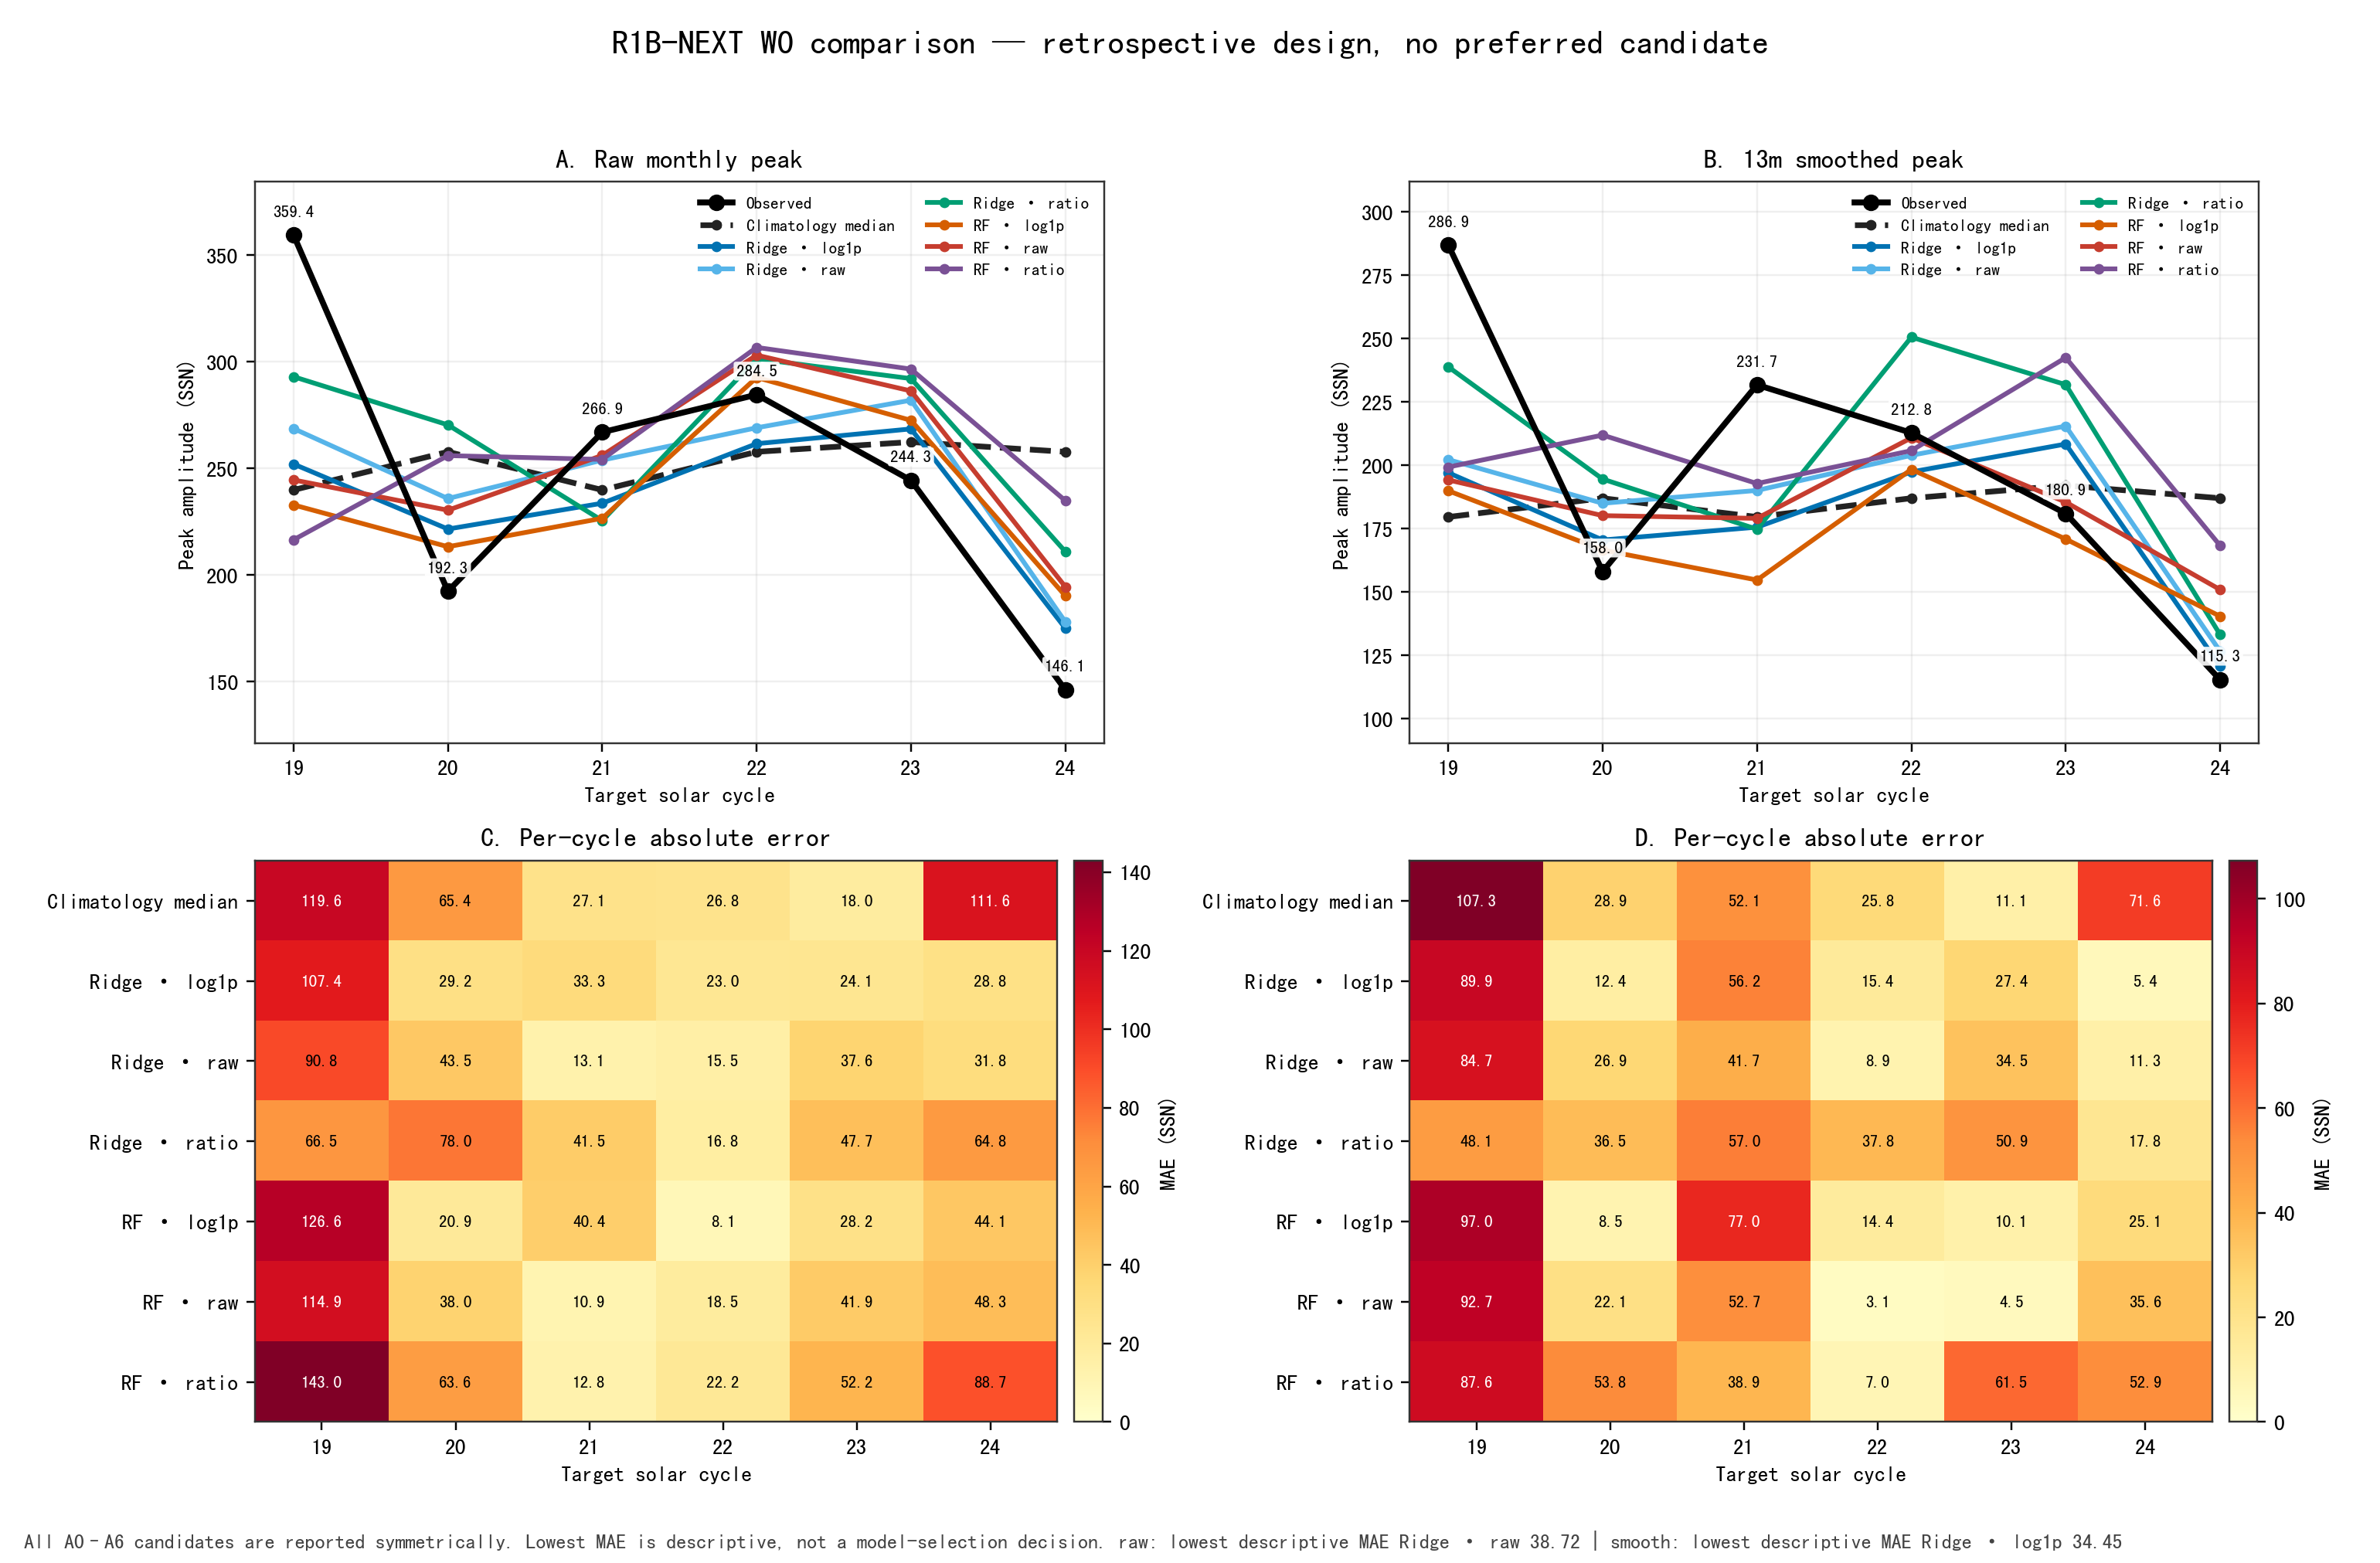 R1B-NEXT W0 comparison — retrospective design, no preferred candidate
A. Raw monthly peak
Peak amplitude (SSN)
350
300
250
200
150
Observed
Climatology median
Ridge • log1p
Ridge • raw
Ridge • ratio
RF • log1p
RF • raw
RF • ratio
359.4
192.3
266.9
284.5
244.3
146.1
19 20 21 22 23 24
Target solar cycle
B. 13m smoothed peak
Peak amplitude (SSN)
300
275
250
225
200
175
150
125
100
Observed
Climatology median
Ridge • log1p
Ridge • raw
Ridge • ratio
RF • log1p
RF • raw
RF • ratio
286.9
158.0
231.7
212.8
180.9
115.3
19 20 21 22 23 24
Target solar cycle
C. Per-cycle absolute error
Climatology median 119.6 65.4 27.1 26.8 18.0 111.6
Ridge • log1p 107.4 29.2 33.3 23.0 24.1 28.8
Ridge • raw 90.8 43.5 13.1 15.5 37.6 31.8
Ridge • ratio 66.5 78.0 41.5 16.8 47.7 64.8
RF • log1p 126.6 20.9 40.4 8.1 28.2 44.1
RF • raw 114.9 38.0 10.9 18.5 41.9 48.3
RF • ratio 143.0 63.6 12.8 22.2 52.2 88.7
19 20 21 22 23 24
Target solar cycle
140
120
100
80
60
40
20
0
MAE (SSN)
D. Per-cycle absolute error
Climatology median 107.3 28.9 52.1 25.8 11.1 71.6
Ridge • log1p 89.9 12.4 56.2 15.4 27.4 5.4
Ridge • raw 84.7 26.9 41.7 8.9 34.5 11.3
Ridge • ratio 48.1 36.5 57.0 37.8 50.9 17.8
RF • log1p 97.0 8.5 77.0 14.4 10.1 25.1
RF • raw 92.7 22.1 52.7 3.1 4.5 35.6
RF • ratio 87.6 53.8 38.9 7.0 61.5 52.9
19 20 21 22 23 24
Target solar cycle
100
80
60
40
20
0
MAE (SSN)
All A0–A6 candidates are reported symmetrically. Lowest MAE is descriptive, not a model-selection decision. raw: lowest descriptive MAE Ridge • raw 38.72 | smooth: lowest descriptive MAE Ridge • log1p 34.45